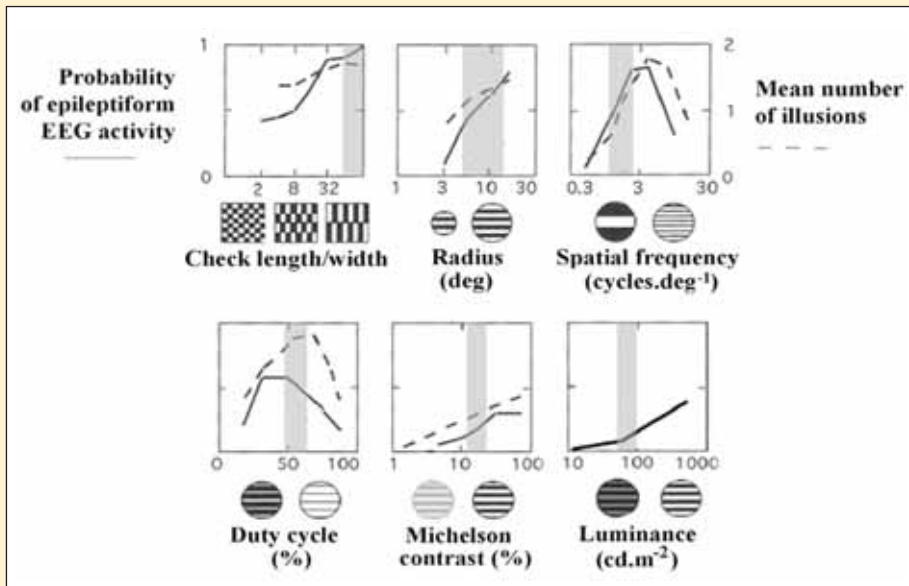 Probability
of epileptiform
EEG activity
1
0
2 8 32
Check length/width
1 3 10 30
Radius
(deg)
2
1
0
0.3 3 30
Spatial frequency
(cycles.deg⁻¹)
Mean number
of illusions
0 50 100
Duty cycle
(%)
1 10 100
Michelson
contrast (%)
10 100 1000
Luminance
(cd.m⁻²)